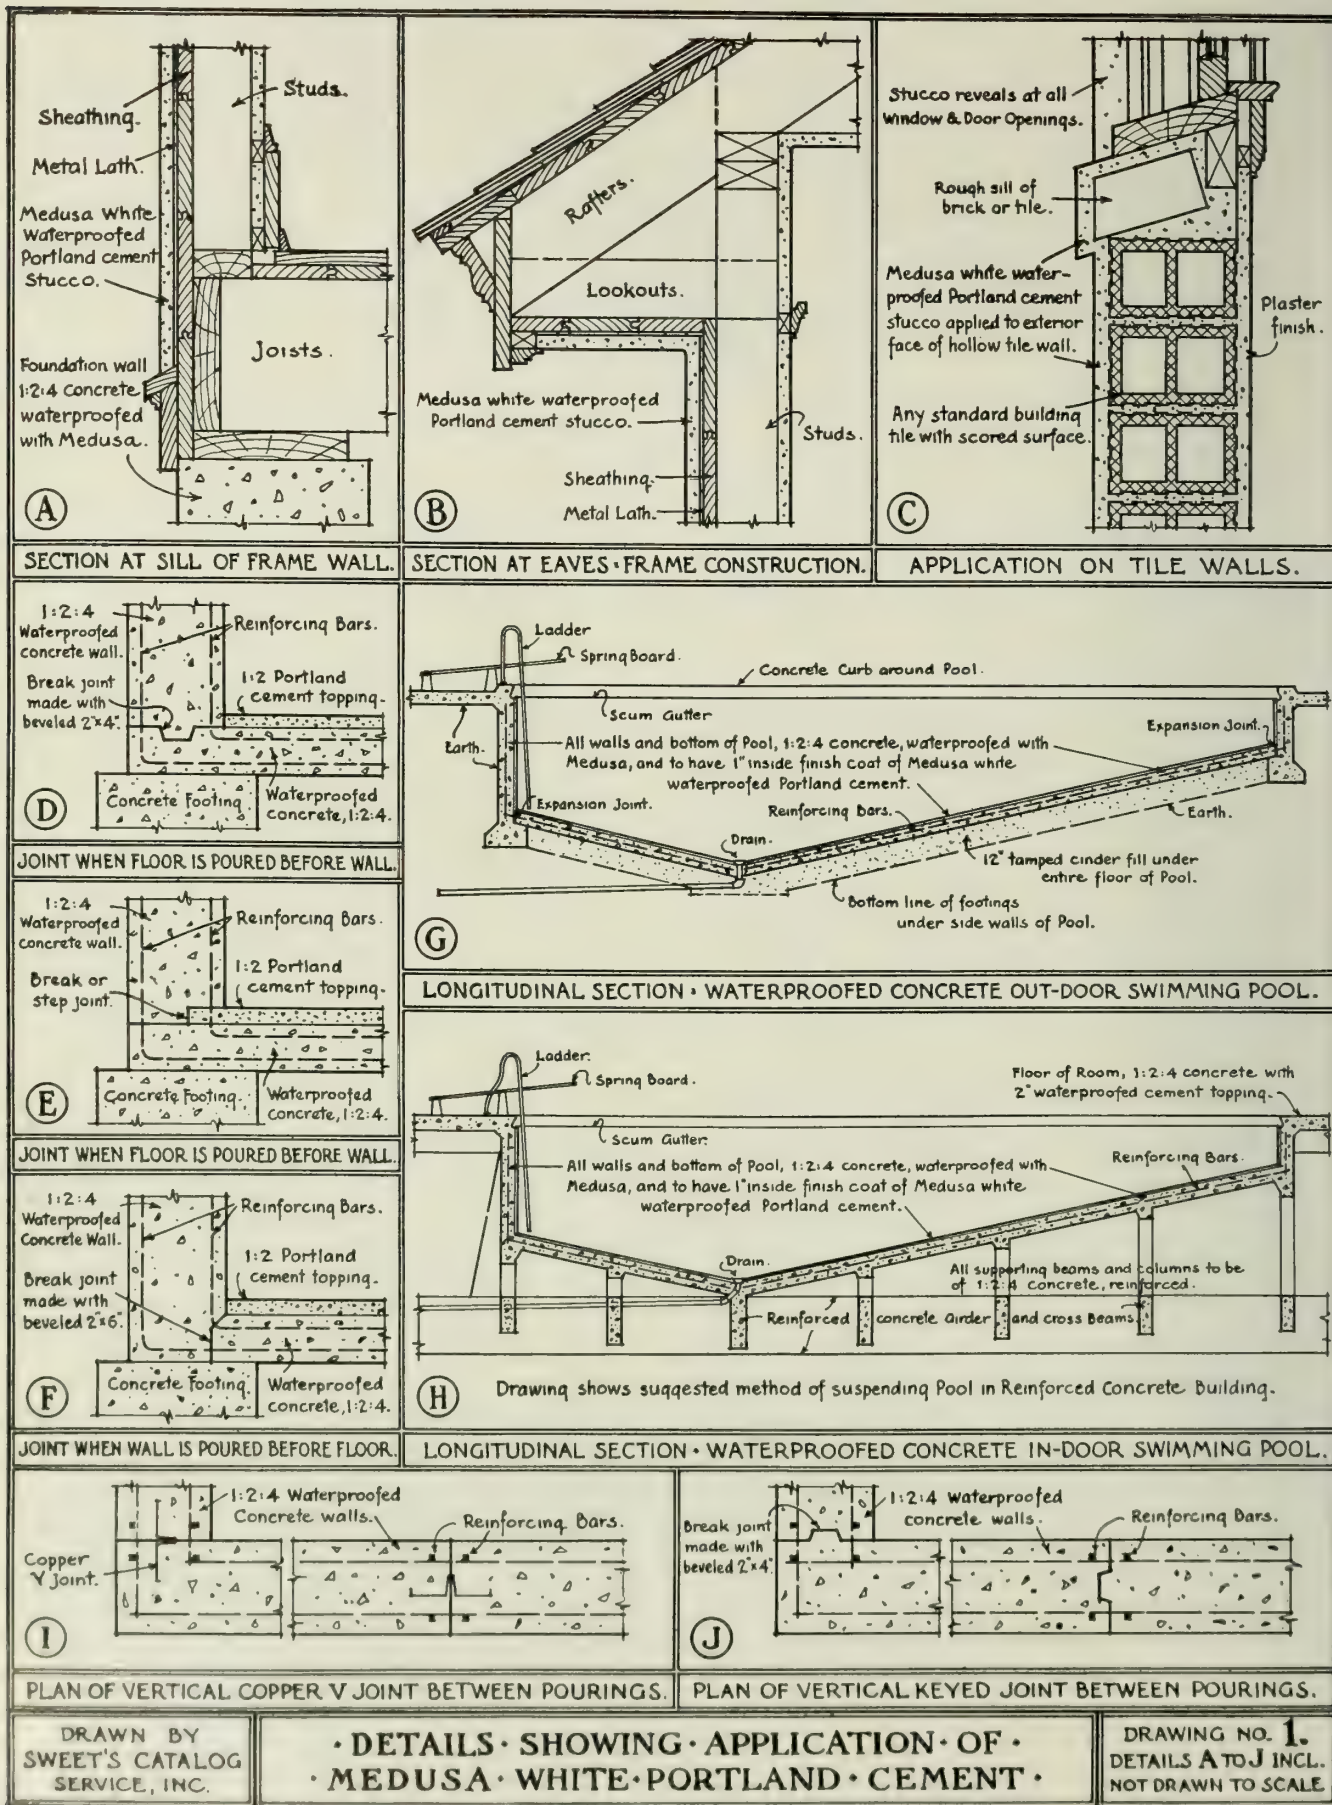 Sheathing.
Studs.
Metal Lath.
Medusa White
Waterproofed
Portland cement
Stucco.
Joists.
Foundation wall
1:2:4 Concrete
waterproofed
with Medusa.
A
SECTION AT SILL OF FRAME WALL.
Rafters.
Lookouts.
Medusa white waterproofed
Portland cement stucco.
Studs.
Sheathing.
Metal Lath.
B
SECTION AT EAVES · FRAME CONSTRUCTION.
Stucco reveals at all
Window & Door Openings.
Rough sill of
brick or tile.
Medusa white water-
proofed Portland cement
stucco applied to exterior
face of hollow tile wall.
Plaster
finish.
Any standard building
tile with scored surface.
C
APPLICATION ON TILE WALLS.
1:2:4
Waterproofed
concrete wall.
Reinforcing Bars.
Break joint
made with
beveled 2"x4".
1:2 Portland
cement topping.
Concrete Footing
Waterproofed
concrete, 1:2:4.
D
JOINT WHEN FLOOR IS POURED BEFORE WALL.
1:2:4
Waterproofed
concrete wall.
Reinforcing Bars.
Break or
step joint.
1:2 Portland
cement topping.
Concrete Footing.
Waterproofed
Concrete, 1:2:4.
E
JOINT WHEN FLOOR IS POURED BEFORE WALL.
1:2:4
Waterproofed
Concrete Wall.
Reinforcing Bars.
Break joint
made with
beveled 2"x6".
1:2 Portland
cement topping.
Concrete Footing.
Waterproofed
concrete, 1:2:4.
F
JOINT WHEN WALL IS POURED BEFORE FLOOR.
Ladder
Spring Board.
Concrete Curb around Pool.
Scum Gutter
Expansion Joint.
Earth.
All walls and bottom of Pool, 1:2:4 concrete, waterproofed with
Medusa, and to have 1" inside finish coat of Medusa white
waterproofed Portland cement.
Expansion Joint.
Reinforcing Bars.
Earth.
Drain.
12" tamped cinder fill under
entire floor of Pool.
Bottom line of footings
under side walls of Pool.
G
LONGITUDINAL SECTION · WATERPROOFED CONCRETE OUT-DOOR SWIMMING POOL.
Ladder.
Spring Board.
Floor of Room, 1:2:4 concrete with
2" waterproofed cement topping.
Scum Gutter.
All walls and bottom of Pool, 1:2:4 concrete, waterproofed with
Medusa, and to have 1" inside finish coat of Medusa white
waterproofed Portland cement.
Reinforcing Bars.
Drain.
All supporting beams and columns to be
of 1:2:4 Concrete, reinforced.
Reinforced concrete Girder and cross Beams.
H
Drawing shows suggested method of suspending Pool in Reinforced Concrete Building.
LONGITUDINAL SECTION · WATERPROOFED CONCRETE IN-DOOR SWIMMING POOL.
1:2:4 Waterproofed
Concrete walls.
Reinforcing Bars.
Copper
V joint.
I
PLAN OF VERTICAL COPPER V JOINT BETWEEN POURINGS.
Break joint
made with
beveled 2"x4"
1:2:4 Waterproofed
concrete walls.
Reinforcing Bars.
J
PLAN OF VERTICAL KEYED JOINT BETWEEN POURINGS.
DRAWN BY
SWEET'S CATALOG
SERVICE, INC.
· DETAILS · SHOWING · APPLICATION · OF ·
· MEDUSA · WHITE · PORTLAND · CEMENT ·
DRAWING NO. 1.
DETAILS A TO J INCL.
NOT DRAWN TO SCALE